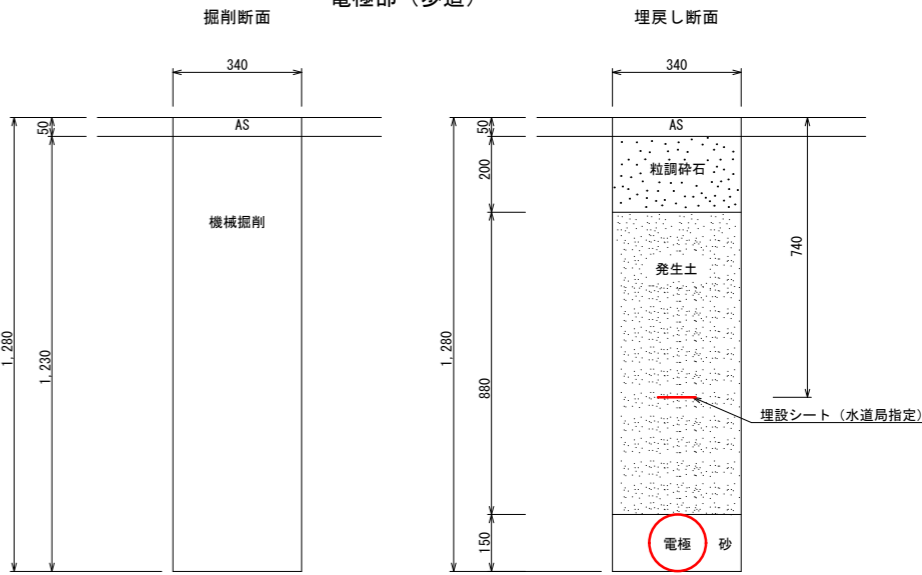 電極部（歩道）
掘削断面
埋戻し断面
340
340
50
AS
50
AS
200
粒調砕石
機械掘削
740
発生土
1,280
1,230
1,280
880
埋設シート（水道局指定）
150
電極
砂